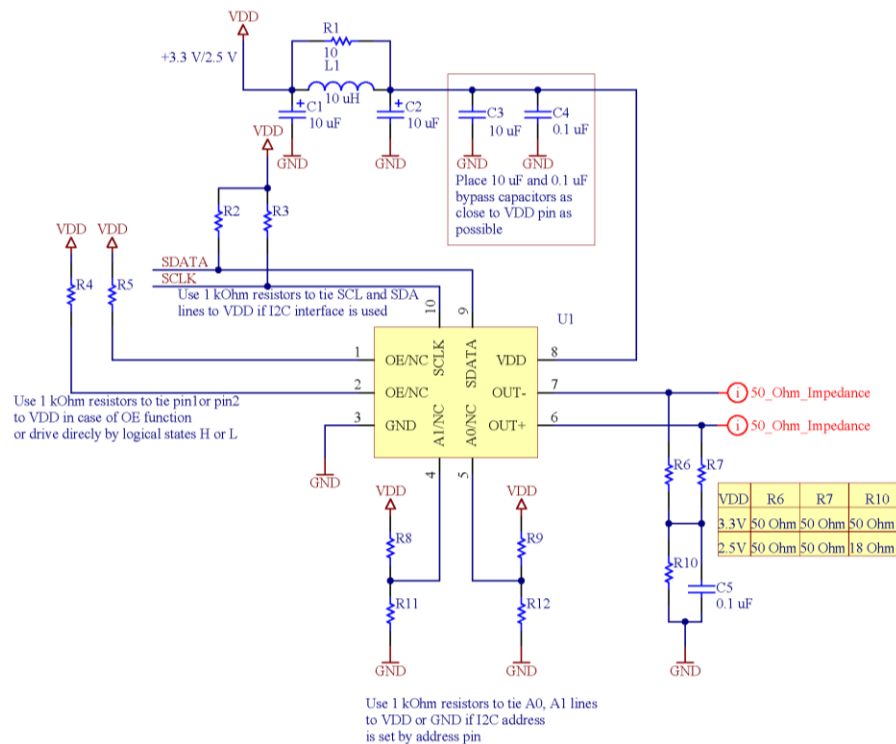 VDD
+3.3 V/2.5 V
R1
10
L1
10 uH
C1
10 uF
C2
10 uF
C3
10 uF
C4
0.1 uF
GND
GND
GND
GND
Place 10 uF and 0.1 uF
bypass capacitors as
close to VDD pin as
possible
VDD
R2
R3
VDD
VDD
R4
R5
SDATA
SCLK
Use 1 kOhm resistors to tie SCL and SDA
lines to VDD if I2C interface is used
10
9
U1
1
OE/NC
SCLK
SDATA
VDD
8
2
OE/NC
OUT-
7
3
GND
A1/NC
A0/NC
OUT+
6
4
5
Use 1 kOhm resistors to tie pin1or pin2
to VDD in case of OE function
or drive direcly by logical states H or L
GND
i 50_Ohm_Impedance
i 50_Ohm_Impedance
R6
R7
R10
C5
0.1 uF
GND
VDD R6 R7 R10
3.3V 50 Ohm 50 Ohm 50 Ohm
2.5V 50 Ohm 50 Ohm 18 Ohm
VDD
VDD
R8
R9
R11
R12
GND
GND
Use 1 kOhm resistors to tie A0, A1 lines
to VDD or GND if I2C address
is set by address pin